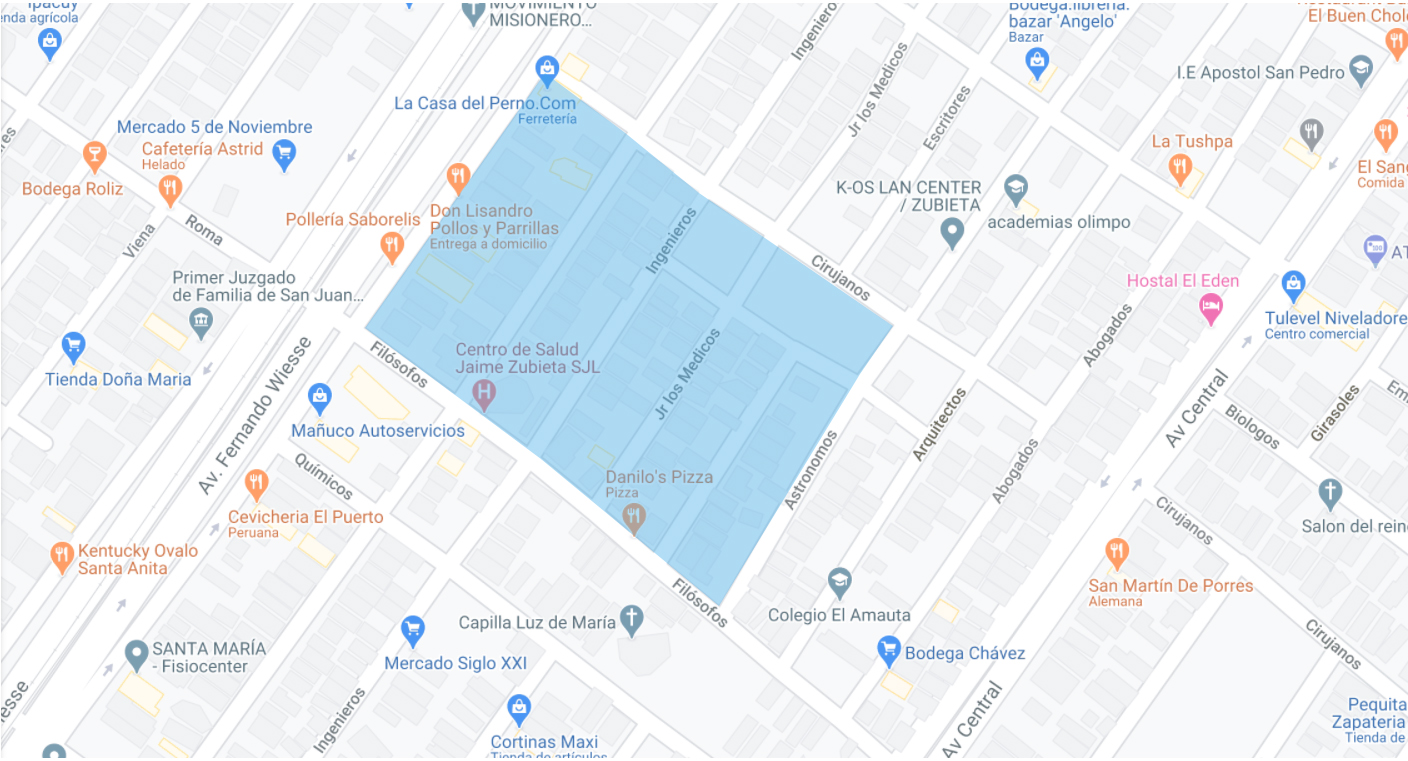 Ipacuy
enda agrícola
MOVIMIENTO
MISIONERO...
Bodega.libreria.
bazar 'Angelo'
Bazar
El Buen Chol
I.E Apostol San Pedro
Ingenieros
Jr los Medicos
Escritores
La Casa del Perno.Com
Ferretería
Mercado 5 de Noviembre
Cafetería Astrid
Helado
Bodega Roliz
La Tushpa
El San
Comida
K-OS LAN CENTER
/ ZUBIETA
academias olimpo
Pollería Saborelis
Don Lisandro
Pollos y Parrillas
Entrega a domicilio
Roma
Viena
Ingenieros
Cirujanos
AT
Primer Juzgado
de Familia de San Juan...
Hostal El Eden
Tulevel Niveladore
Centro comercial
Abogados
Tienda Doña Maria
Filósofos
Centro de Salud
Jaime Zubieta SJL
Jr los Medicos
Av. Fernando Wiesse
Mañuco Autoservicios
Arquitectos
Av Central
Biologos
Girasoles
Em
Químicos
Danilo's Pizza
Pizza
Astronomos
Abogados
Cevicheria El Puerto
Peruana
Cirujanos
Salon del rein
Kentucky Ovalo
Santa Anita
San Martín De Porres
Alemana
Filósofos
Colegio El Amauta
Capilla Luz de María
Cirujanos
SANTA MARÍA
- Fisiocenter
Mercado Siglo XXI
Bodega Chávez
esse
Ingenieros
Av Central
Pequita
Zapateria
Tienda de
Cortinas Maxi
Tienda de artículos